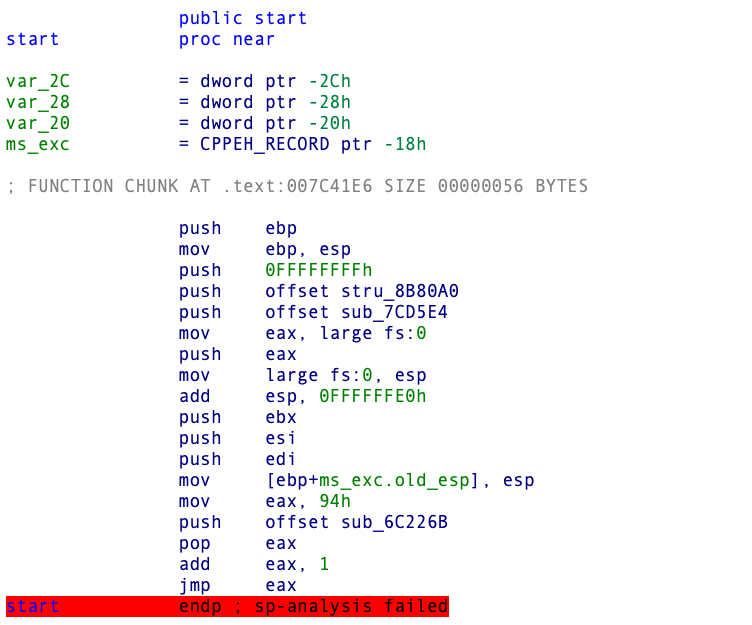 public start
start proc near
var_2C = dword ptr -2Ch
var_28 = dword ptr -28h
var_20 = dword ptr -20h
ms_exc = CPPEH_RECORD ptr -18h
; FUNCTION CHUNK AT .text:007C41E6 SIZE 00000056 BYTES
push ebp
mov ebp, esp
push 0FFFFFFFFh
push offset stru_8B80A0
push offset sub_7CD5E4
mov eax, large fs:0
push eax
mov large fs:0, esp
add esp, 0FFFFFFE0h
push ebx
push esi
push edi
mov [ebp+ms_exc.old_esp], esp
mov eax, 94h
push offset sub_6C226B
pop eax
add eax, 1
jmp eax
start endp ; sp-analysis failed